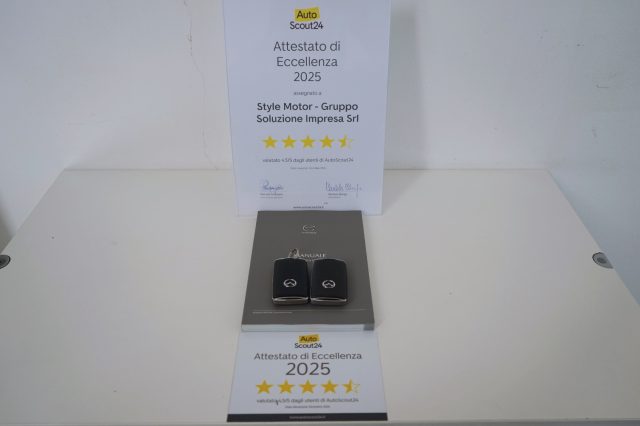 Auto
Scout24
Attestato di
Eccellenza
2025
assegnato a
Style Motor - Gruppo
Soluzione Impresa Srl
valutato 4.5/5 dagli utenti di AutoScout24
MANUALE
Auto
Scout24
Attestato di Eccellenza
2025
valutato 4.5/5 dagli utenti di AutoScout24